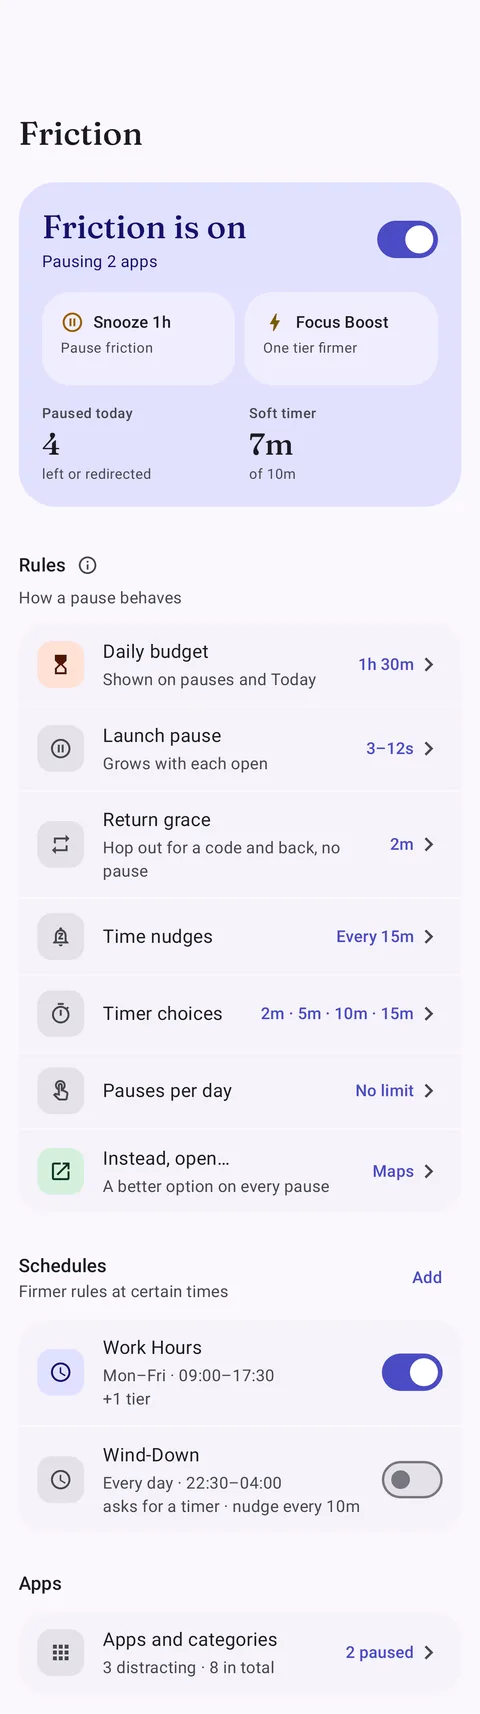 Friction
Friction is on
Pausing 2 apps
Snooze 1h
Pause friction
Focus Boost
One tier firmer
Paused today
4
left or redirected
Soft timer
7m
of 10m
Rules
How a pause behaves
Daily budget
Shown on pauses and Today
1h 30m
Launch pause
Grows with each open
3–12s
Return grace
Hop out for a code and back, no
pause
2m
Time nudges
Every 15m
Timer choices
2m · 5m · 10m · 15m
Pauses per day
No limit
Instead, open…
A better option on every pause
Maps
Schedules
Firmer rules at certain times
Add
Work Hours
Mon–Fri · 09:00–17:30
+1 tier
Wind-Down
Every day · 22:30–04:00
asks for a timer · nudge every 10m
Apps
Apps and categories
3 distracting · 8 in total
2 paused